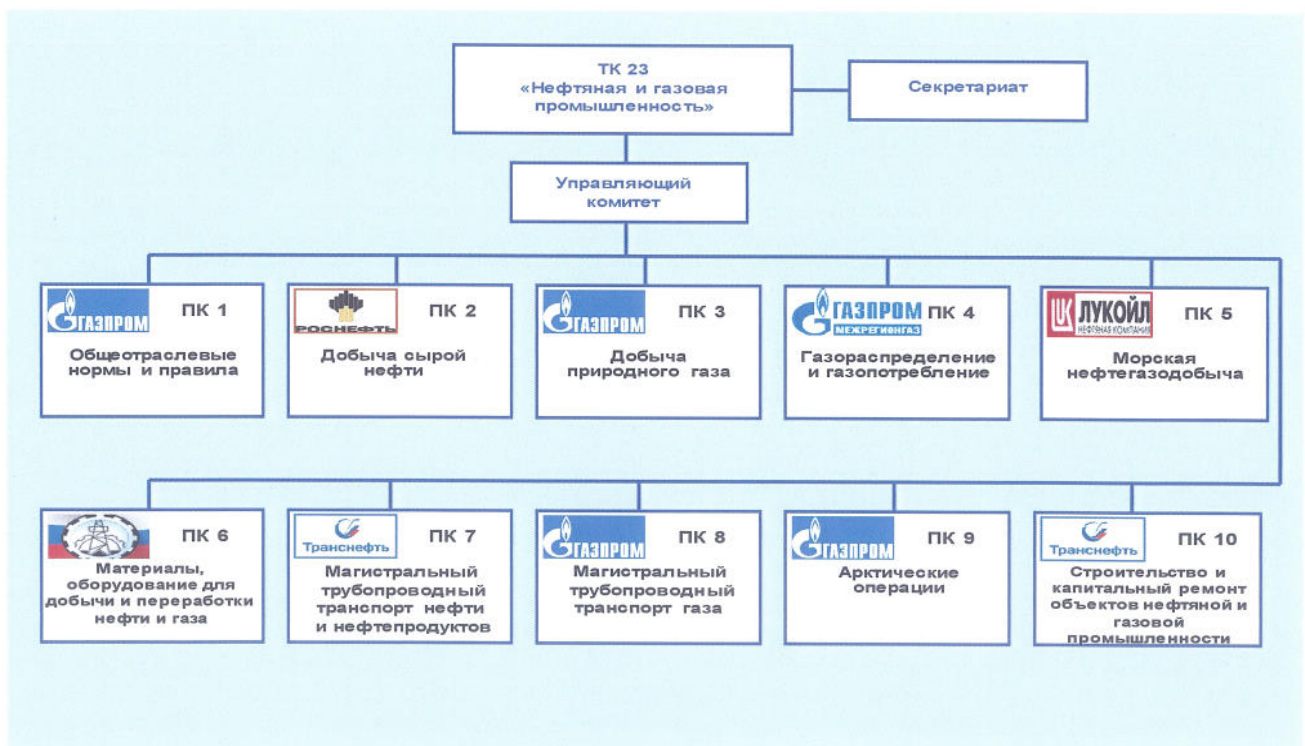 ТК 23
«Нефтяная и газовая
промышленность»
Секретариат
Управляющий
комитет
ГАЗПРОМ
ПК 1
Общеотраслевые
нормы и правила
РОСНЕФТЬ
ПК 2
Добыча сырой
нефти
ГАЗПРОМ
ПК 3
Добыча
природного газа
ГАЗПРОМ
МЕЖРЕГИОНГАЗ
ПК 4
Газораспределение
и газопотребление
ЛУКОЙЛ
НЕФТЯНАЯ КОМПАНИЯ
ПК 5
Морская
нефтегазодобыча
ПК 6
Материалы,
оборудование для
добычи и переработки
нефти и газа
Транснефть
ПК 7
Магистральный
трубопроводный
транспорт нефти
и нефтепродуктов
ГАЗПРОМ
ПК 8
Магистральный
трубопроводный
транспорт газа
ГАЗПРОМ
ПК 9
Арктические
операции
Транснефть
ПК 10
Строительство и
капитальный ремонт
объектов нефтяной и
газовой
промышленности